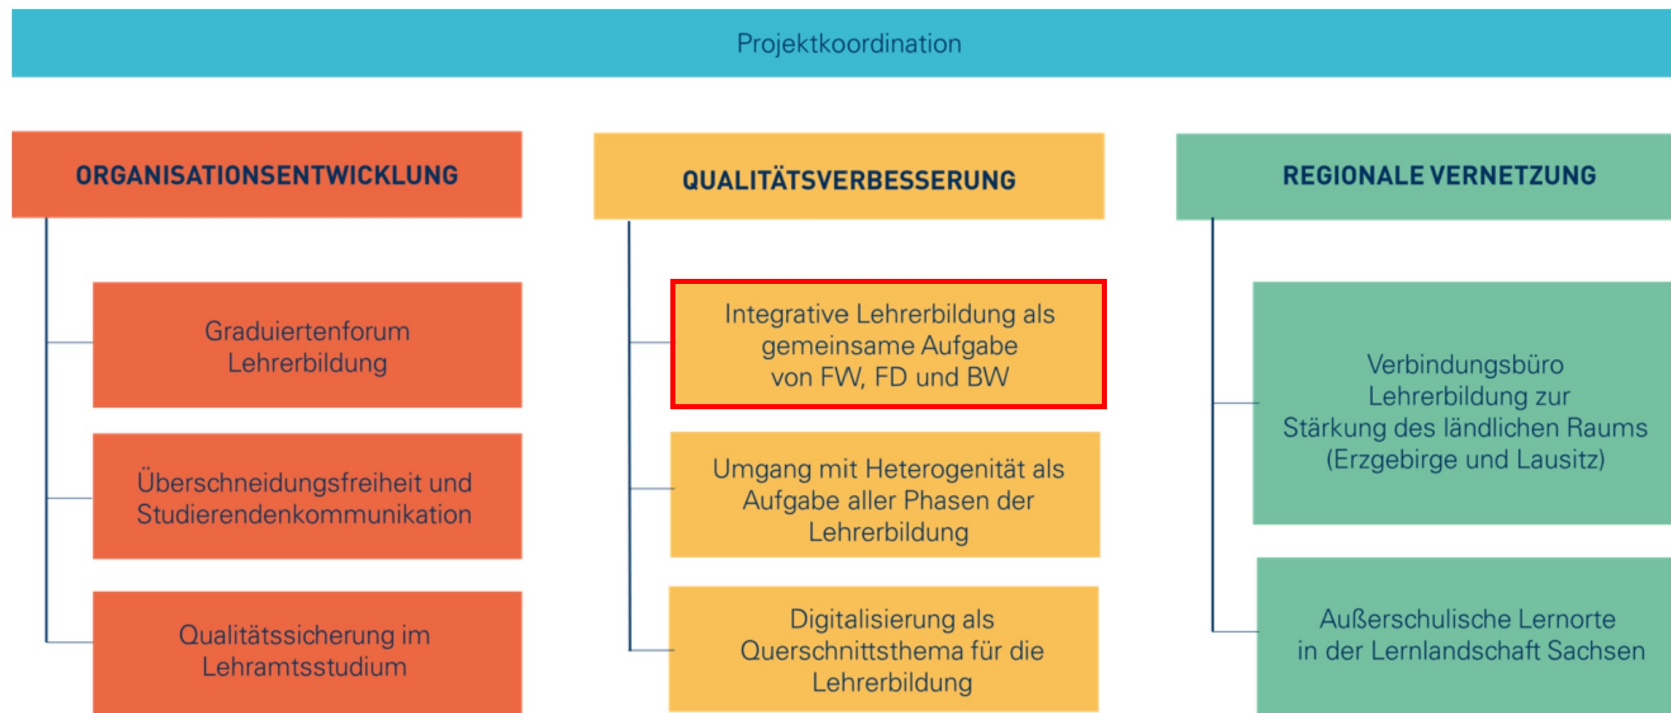 Projektkoordination
ORGANISATIONSENTWICKLUNG
Graduiertenforum
Lehrerbildung
Überschneidungsfreiheit und
Studierendenkommunikation
Qualitätssicherung im
Lehramtsstudium
QUALITÄTSVERBESSERUNG
Integrative Lehrerbildung als
gemeinsame Aufgabe
von FW, FD und BW
Umgang mit Heterogenität als
Aufgabe aller Phasen der
Lehrerbildung
Digitalisierung als
Querschnittsthema für die
Lehrerbildung
REGIONALE VERNETZUNG
Verbindungsbüro
Lehrerbildung zur
Stärkung des ländlichen Raums
(Erzgebirge und Lausitz)
Außerschulische Lernorte
in der Lernlandschaft Sachsen